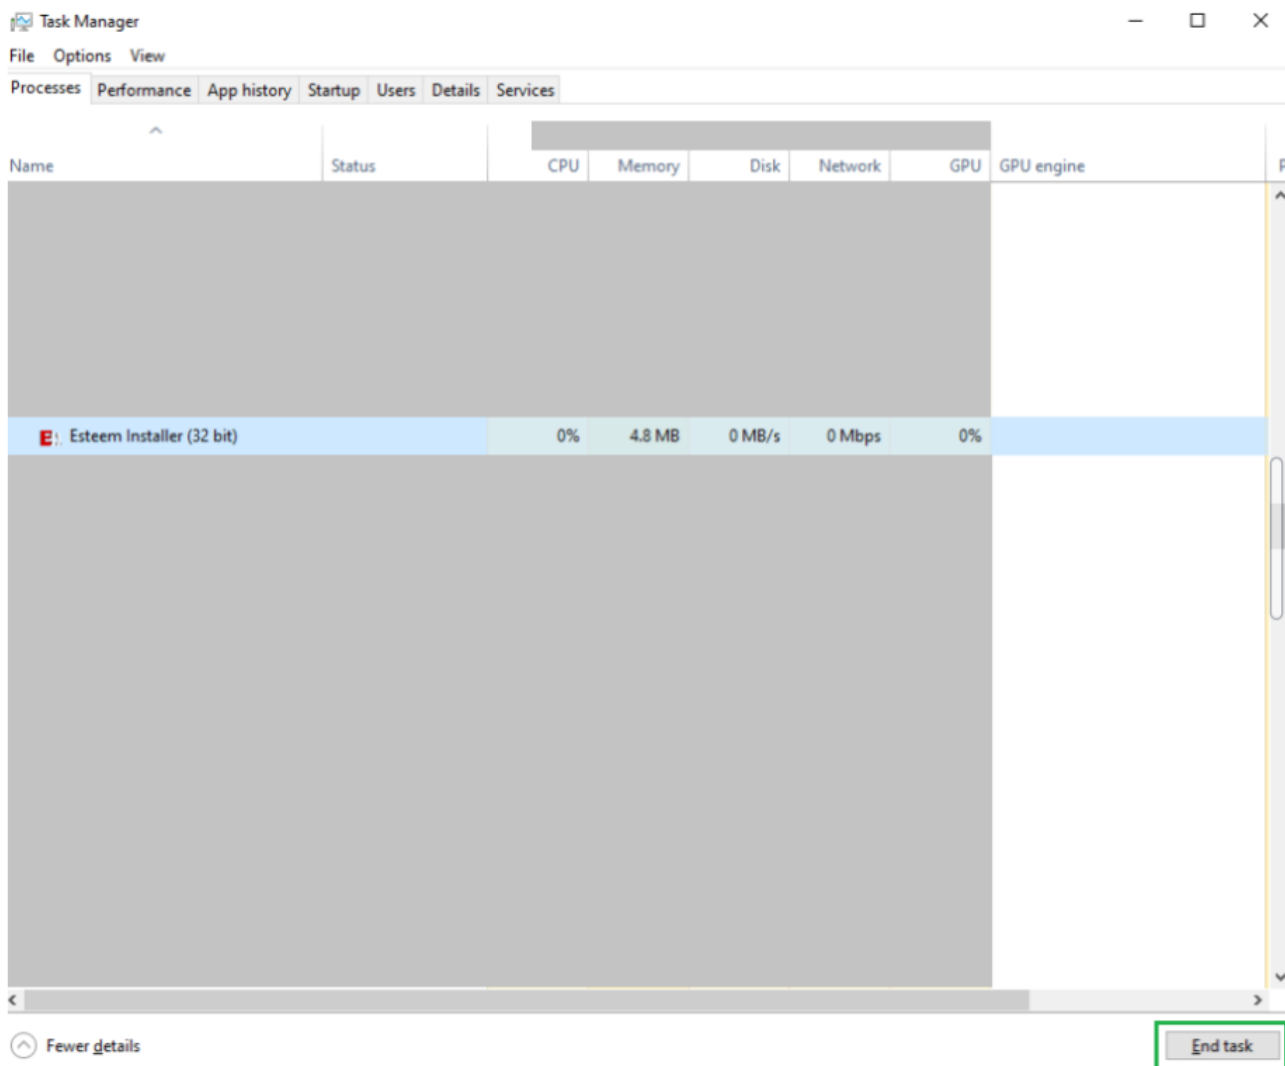 Task Manager
File Options View
Processes Performance App history Startup Users Details Services
Name Status CPU Memory Disk Network GPU GPU engine P
Esteem Installer (32 bit) 0% 4.8 MB 0 MB/s 0 Mbps 0%
Fewer details End task